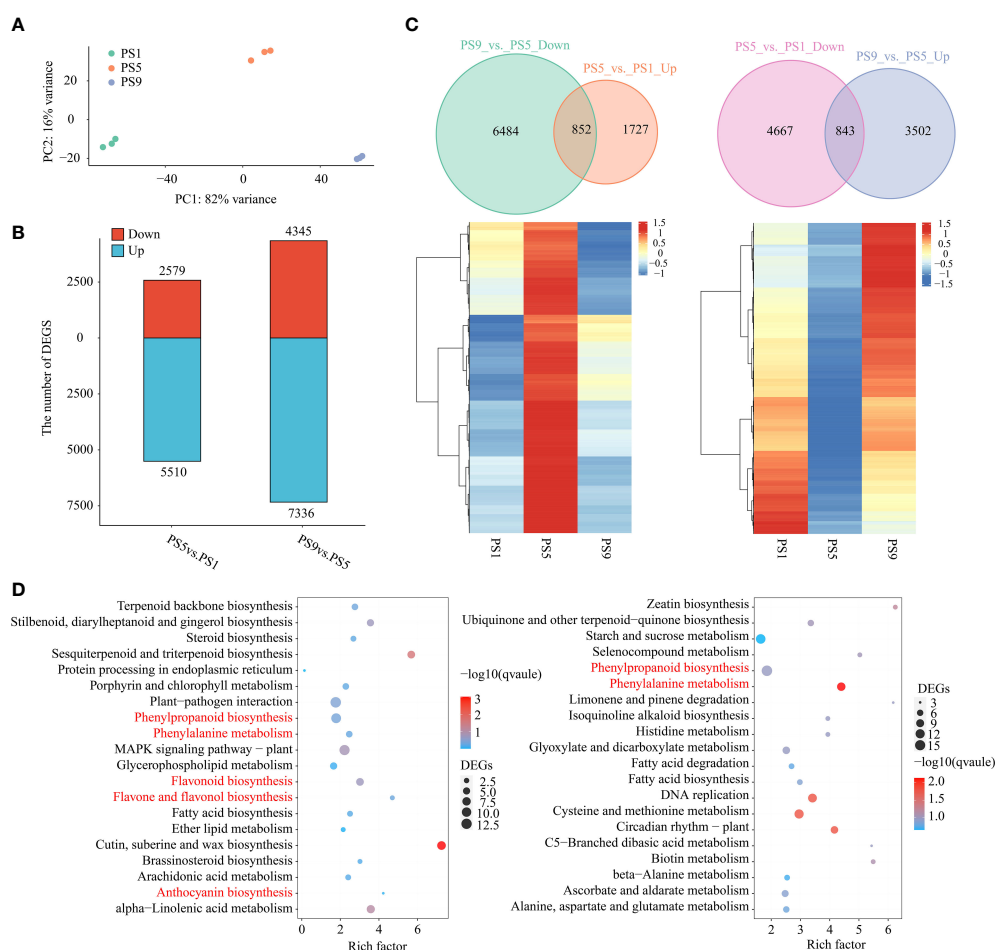 A
PS1
PS5
PS9
20
0
−20
−40
0
40
PC2: 16% variance
PC1: 82% variance
B
Down
Up
2579
4345
5510
7336
2500
0
2500
5000
7500
The number of DEGS
PS5vs.PS1
PS9vs.PS5
C
PS9_vs._PS5_Down
PS5_vs._PS1_Up
6484
852
1727
PS5_vs._PS1_Down
PS9_vs._PS5_Up
4667
843
3502
1.5
1
0.5
0
−0.5
−1
PS1
PS5
PS9
1.5
1
0.5
0
−0.5
−1
−1.5
PS1
PS5
PS9
D
Terpenoid backbone biosynthesis
Stilbenoid, diarylheptanoid and gingerol biosynthesis
Steroid biosynthesis
Sesquiterpenoid and triterpenoid biosynthesis
Protein processing in endoplasmic reticulum
Porphyrin and chlorophyll metabolism
Plant−pathogen interaction
Phenylpropanoid biosynthesis
Phenylalanine metabolism
MAPK signaling pathway − plant
Glycerophospholipid metabolism
Flavonoid biosynthesis
Flavone and flavonol biosynthesis
Fatty acid biosynthesis
Ether lipid metabolism
Cutin, suberine and wax biosynthesis
Brassinosteroid biosynthesis
Arachidonic acid metabolism
Anthocyanin biosynthesis
alpha−Linolenic acid metabolism
0
2
4
6
Rich factor
−log10(qvaule)
3
2
1
DEGs
2.5
5.0
7.5
10.0
12.5
Zeatin biosynthesis
Ubiquinone and other terpenoid−quinone biosynthesis
Starch and sucrose metabolism
Selenocompound metabolism
Phenylpropanoid biosynthesis
Phenylalanine metabolism
Limonene and pinene degradation
Isoquinoline alkaloid biosynthesis
Histidine metabolism
Glyoxylate and dicarboxylate metabolism
Fatty acid degradation
Fatty acid biosynthesis
DNA replication
Cysteine and methionine metabolism
Circadian rhythm − plant
C5−Branched dibasic acid metabolism
Biotin metabolism
beta−Alanine metabolism
Ascorbate and aldarate metabolism
Alanine, aspartate and glutamate metabolism
2
3
4
5
6
Rich factor
DEGs
3
6
9
12
15
−log10(qvaule)
2.0
1.5
1.0